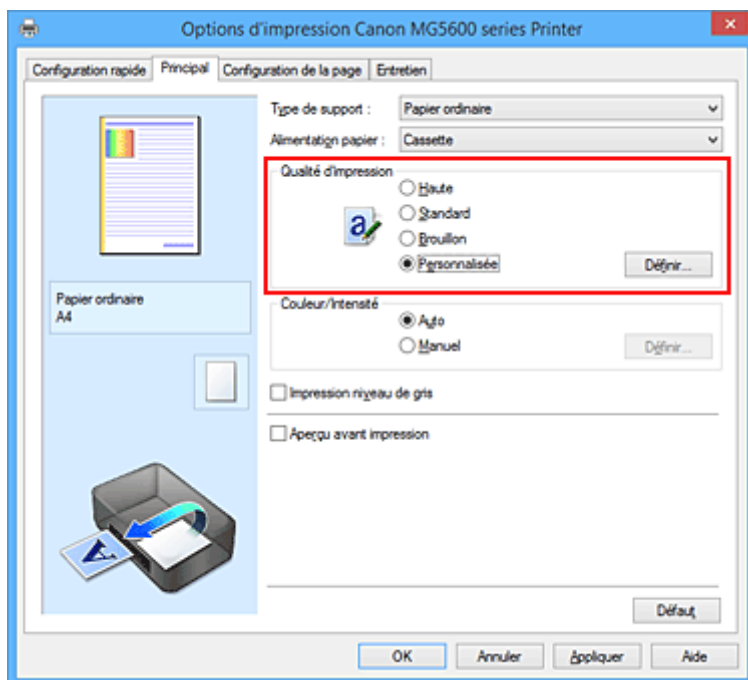 Options d'impression Canon MG5600 series Printer
Configuration rapide Principal Configuration de la page Entretien
Type de support : Papier ordinaire
Alimentation papier : Cassette
Qualité d'impression
Haute
Standard
Brouillon
Personnalisée Définir...
Papier ordinaire
A4
Couleur/Intensité
Auto
Manuel Définir...
Impression niveau de gris
Aperçu avant impression
Défaut
OK Annuler Appliquer Aide